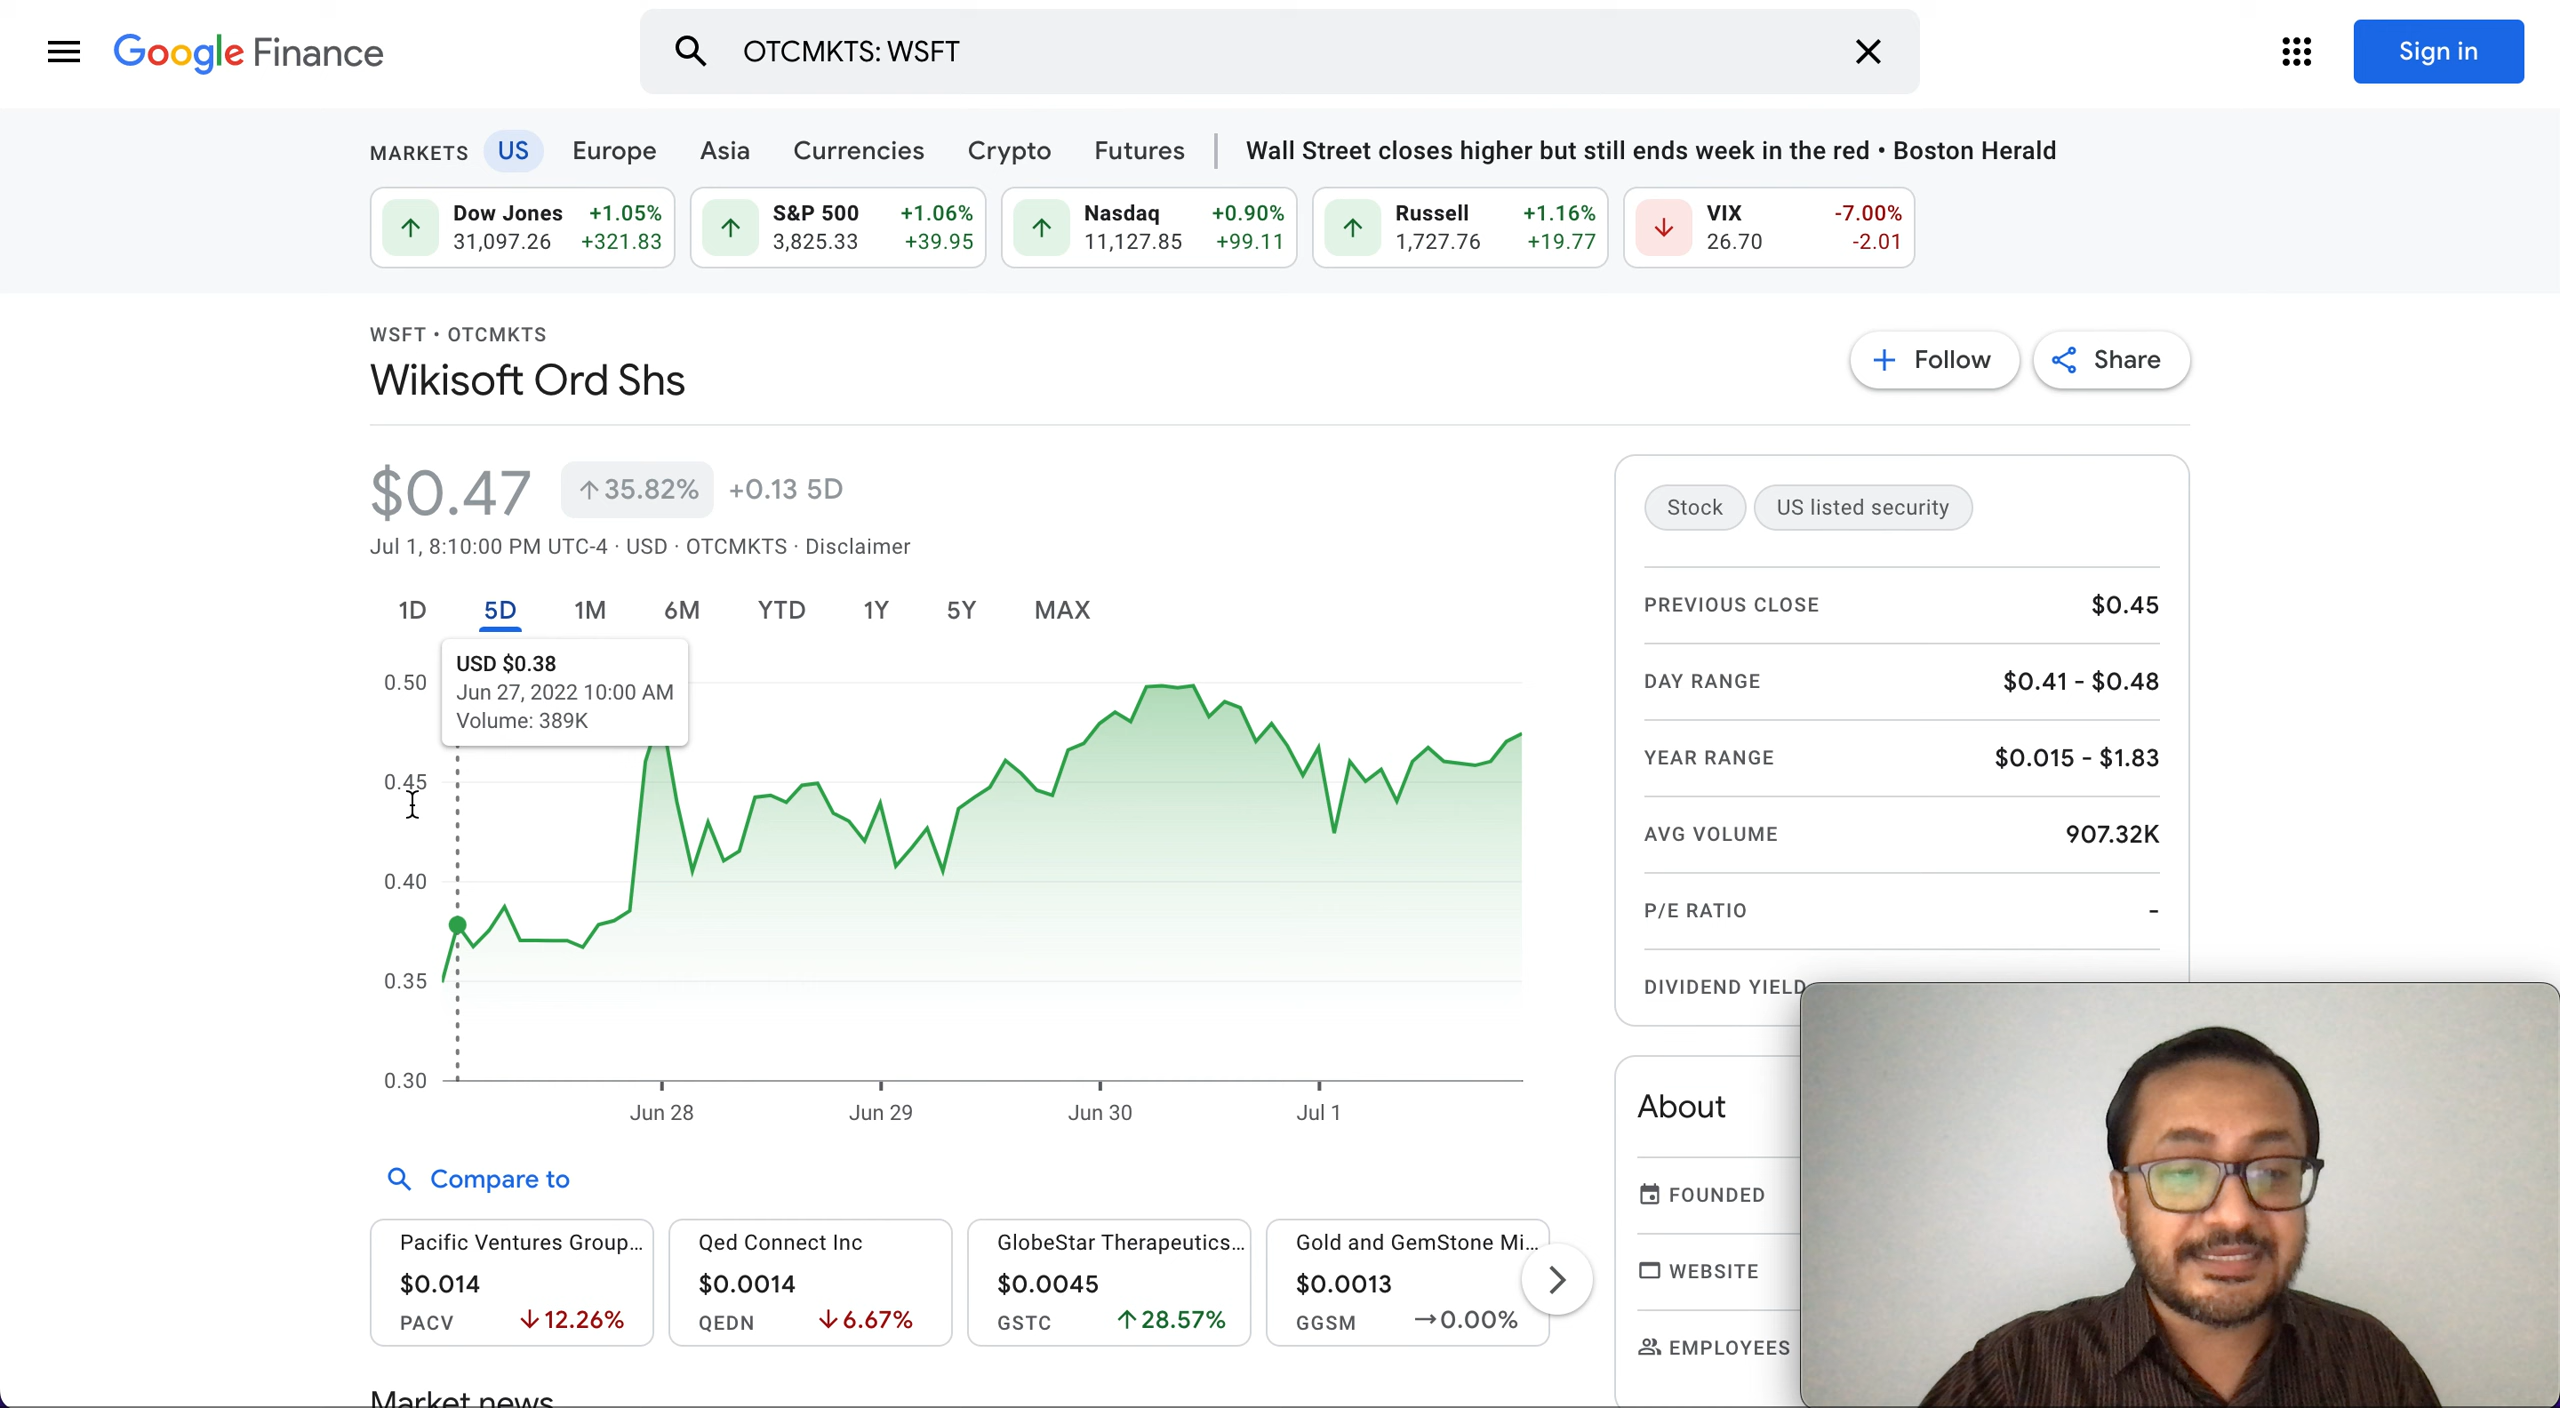 Google Finance
OTCMKTS: WSFT
Sign in
MARKETS US Europe Asia Currencies Crypto Futures Wall Street closes higher but still ends week in the red • Boston Herald
Dow Jones +1.05%
31,097.26 +321.83
S&P 500 +1.06%
3,825.33 +39.95
Nasdaq +0.90%
11,127.85 +99.11
Russell +1.16%
1,727.76 +19.77
VIX -7.00%
26.70 -2.01
WSFT • OTCMKTS
Wikisoft Ord Shs
Follow
Share
$0.47 ↑35.82% +0.13 5D
Jul 1, 8:10:00 PM UTC-4 · USD · OTCMKTS · Disclaimer
1D 5D 1M 6M YTD 1Y 5Y MAX
USD $0.38
Jun 27, 2022 10:00 AM
Volume: 389K
0.50
0.45
0.40
0.35
0.30
Jun 28 Jun 29 Jun 30 Jul 1
Stock US listed security
PREVIOUS CLOSE $0.45
DAY RANGE $0.41 - $0.48
YEAR RANGE $0.015 - $1.83
AVG VOLUME 907.32K
P/E RATIO -
DIVIDEND YIELD
About
FOUNDED
WEBSITE
EMPLOYEES
Compare to
Pacific Ventures Group...
$0.014
PACV ↓12.26%
Qed Connect Inc
$0.0014
QEDN ↓6.67%
GlobeStar Therapeutics...
$0.0045
GSTC ↑28.57%
Gold and GemStone Mi...
$0.0013
GGSM →0.00%
Market news